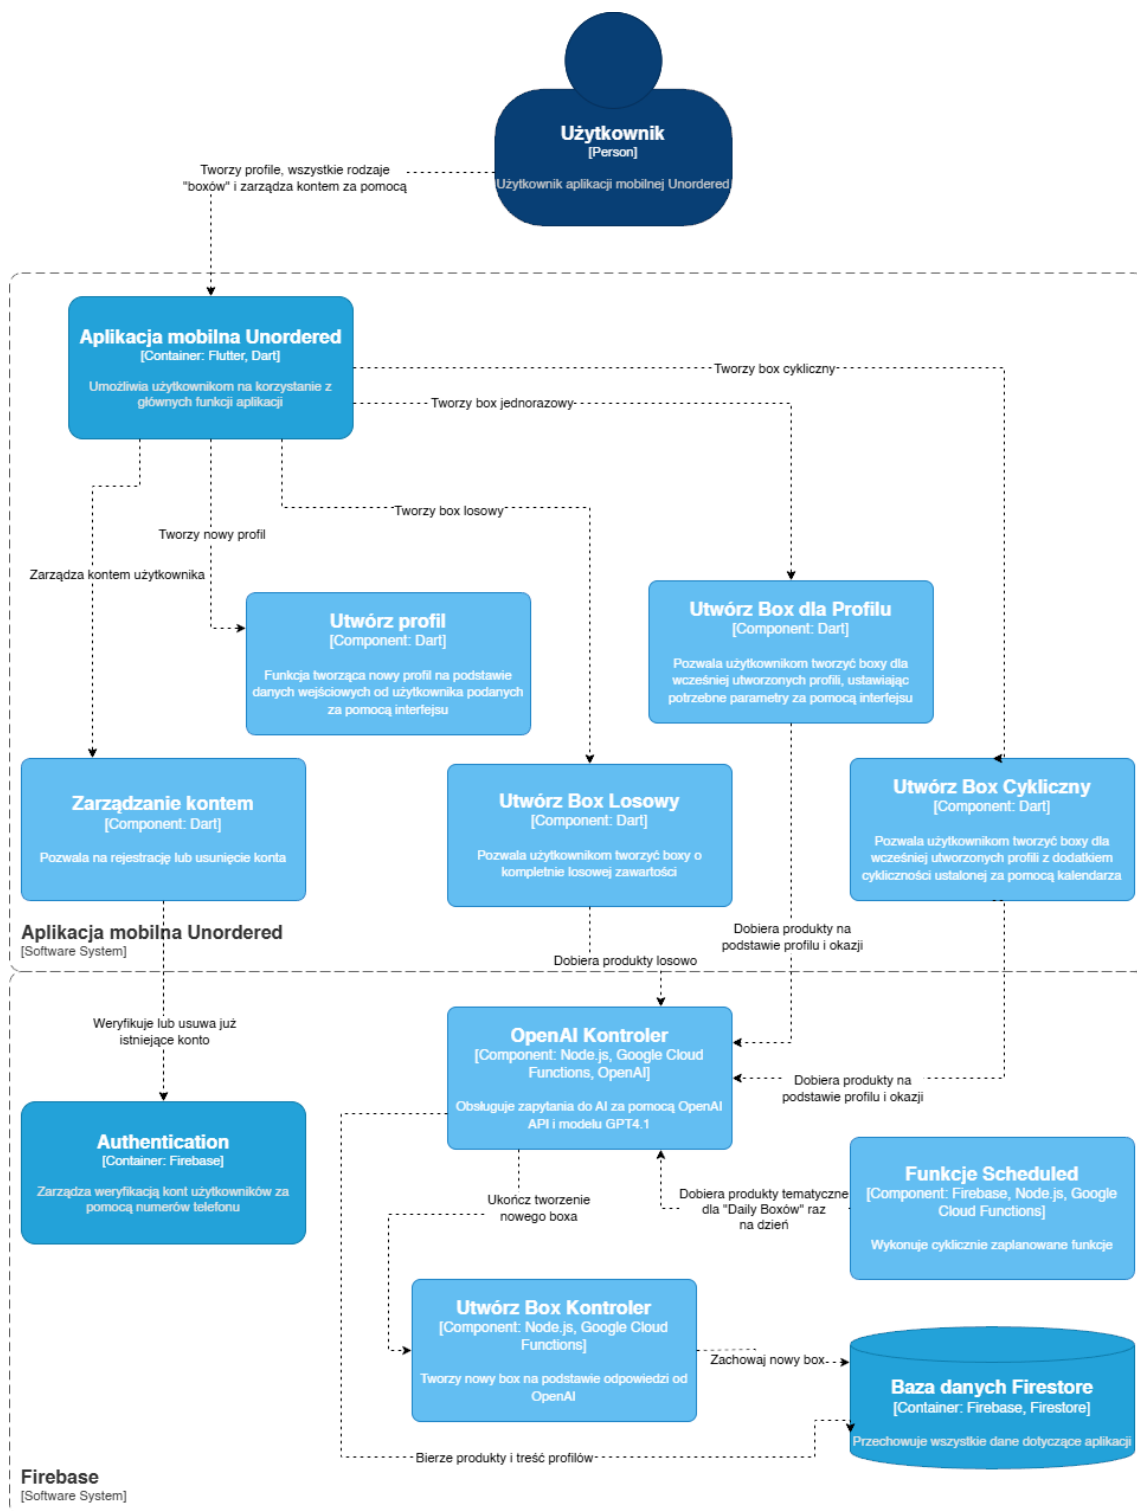 Użytkownik
[Person]
Użytkownik aplikacji mobilnej Unordered
Tworzy profile, wszystkie rodzaje
"boxów" i zarządza kontem za pomocą
Aplikacja mobilna Unordered
[Container: Flutter, Dart]
Umożliwia użytkownikom na korzystanie z
głównych funkcji aplikacji
Tworzy box cykliczny
Tworzy box jednorazowy
Tworzy box losowy
Tworzy nowy profil
Zarządza kontem użytkownika
Utwórz profil
[Component: Dart]
Funkcja tworząca nowy profil na podstawie
danych wejściowych od użytkownika podanych
za pomocą interfejsu
Utwórz Box dla Profilu
[Component: Dart]
Pozwala użytkownikom tworzyć boxy dla
wcześniej utworzonych profili, ustawiając
potrzebne parametry za pomocą interfejsu
Zarządzanie kontem
[Component: Dart]
Pozwala na rejestrację lub usunięcie konta
Utwórz Box Losowy
[Component: Dart]
Pozwala użytkownikom tworzyć boxy o
kompletnie losowej zawartości
Utwórz Box Cykliczny
[Component: Dart]
Pozwala użytkownikom tworzyć boxy dla
wcześniej utworzonych profili z dodatkiem
cykliczności ustalonej za pomocą kalendarza
Aplikacja mobilna Unordered
[Software System]
Dobiera produkty na
podstawie profilu i okazji
Dobiera produkty losowo
Weryfikuje lub usuwa już
istniejące konto
OpenAI Kontroler
[Component: Node.js, Google Cloud
Functions, OpenAI]
Obsługuje zapytania do AI za pomocą OpenAI
API i modelu GPT4.1
Dobiera produkty na
podstawie profilu i okazji
Authentication
[Container: Firebase]
Zarządza weryfikacją kont użytkowników za
pomocą numerów telefonu
Ukończ tworzenie
nowego boxa
Dobiera produkty tematyczne
dla "Daily Boxów" raz
na dzień
Funkcje Scheduled
[Component: Firebase, Node.js, Google
Cloud Functions]
Wykonuje cyklicznie zaplanowane funkcje
Utwórz Box Kontroler
[Component: Node.js, Google Cloud
Functions]
Tworzy nowy box na podstawie odpowiedzi od
OpenAI
Zachowaj nowy box
Baza danych Firestore
[Container: Firebase, Firestore]
Przechowuje wszystkie dane dotyczące aplikacji
Bierze produkty i treść profilów
Firebase
[Software System]